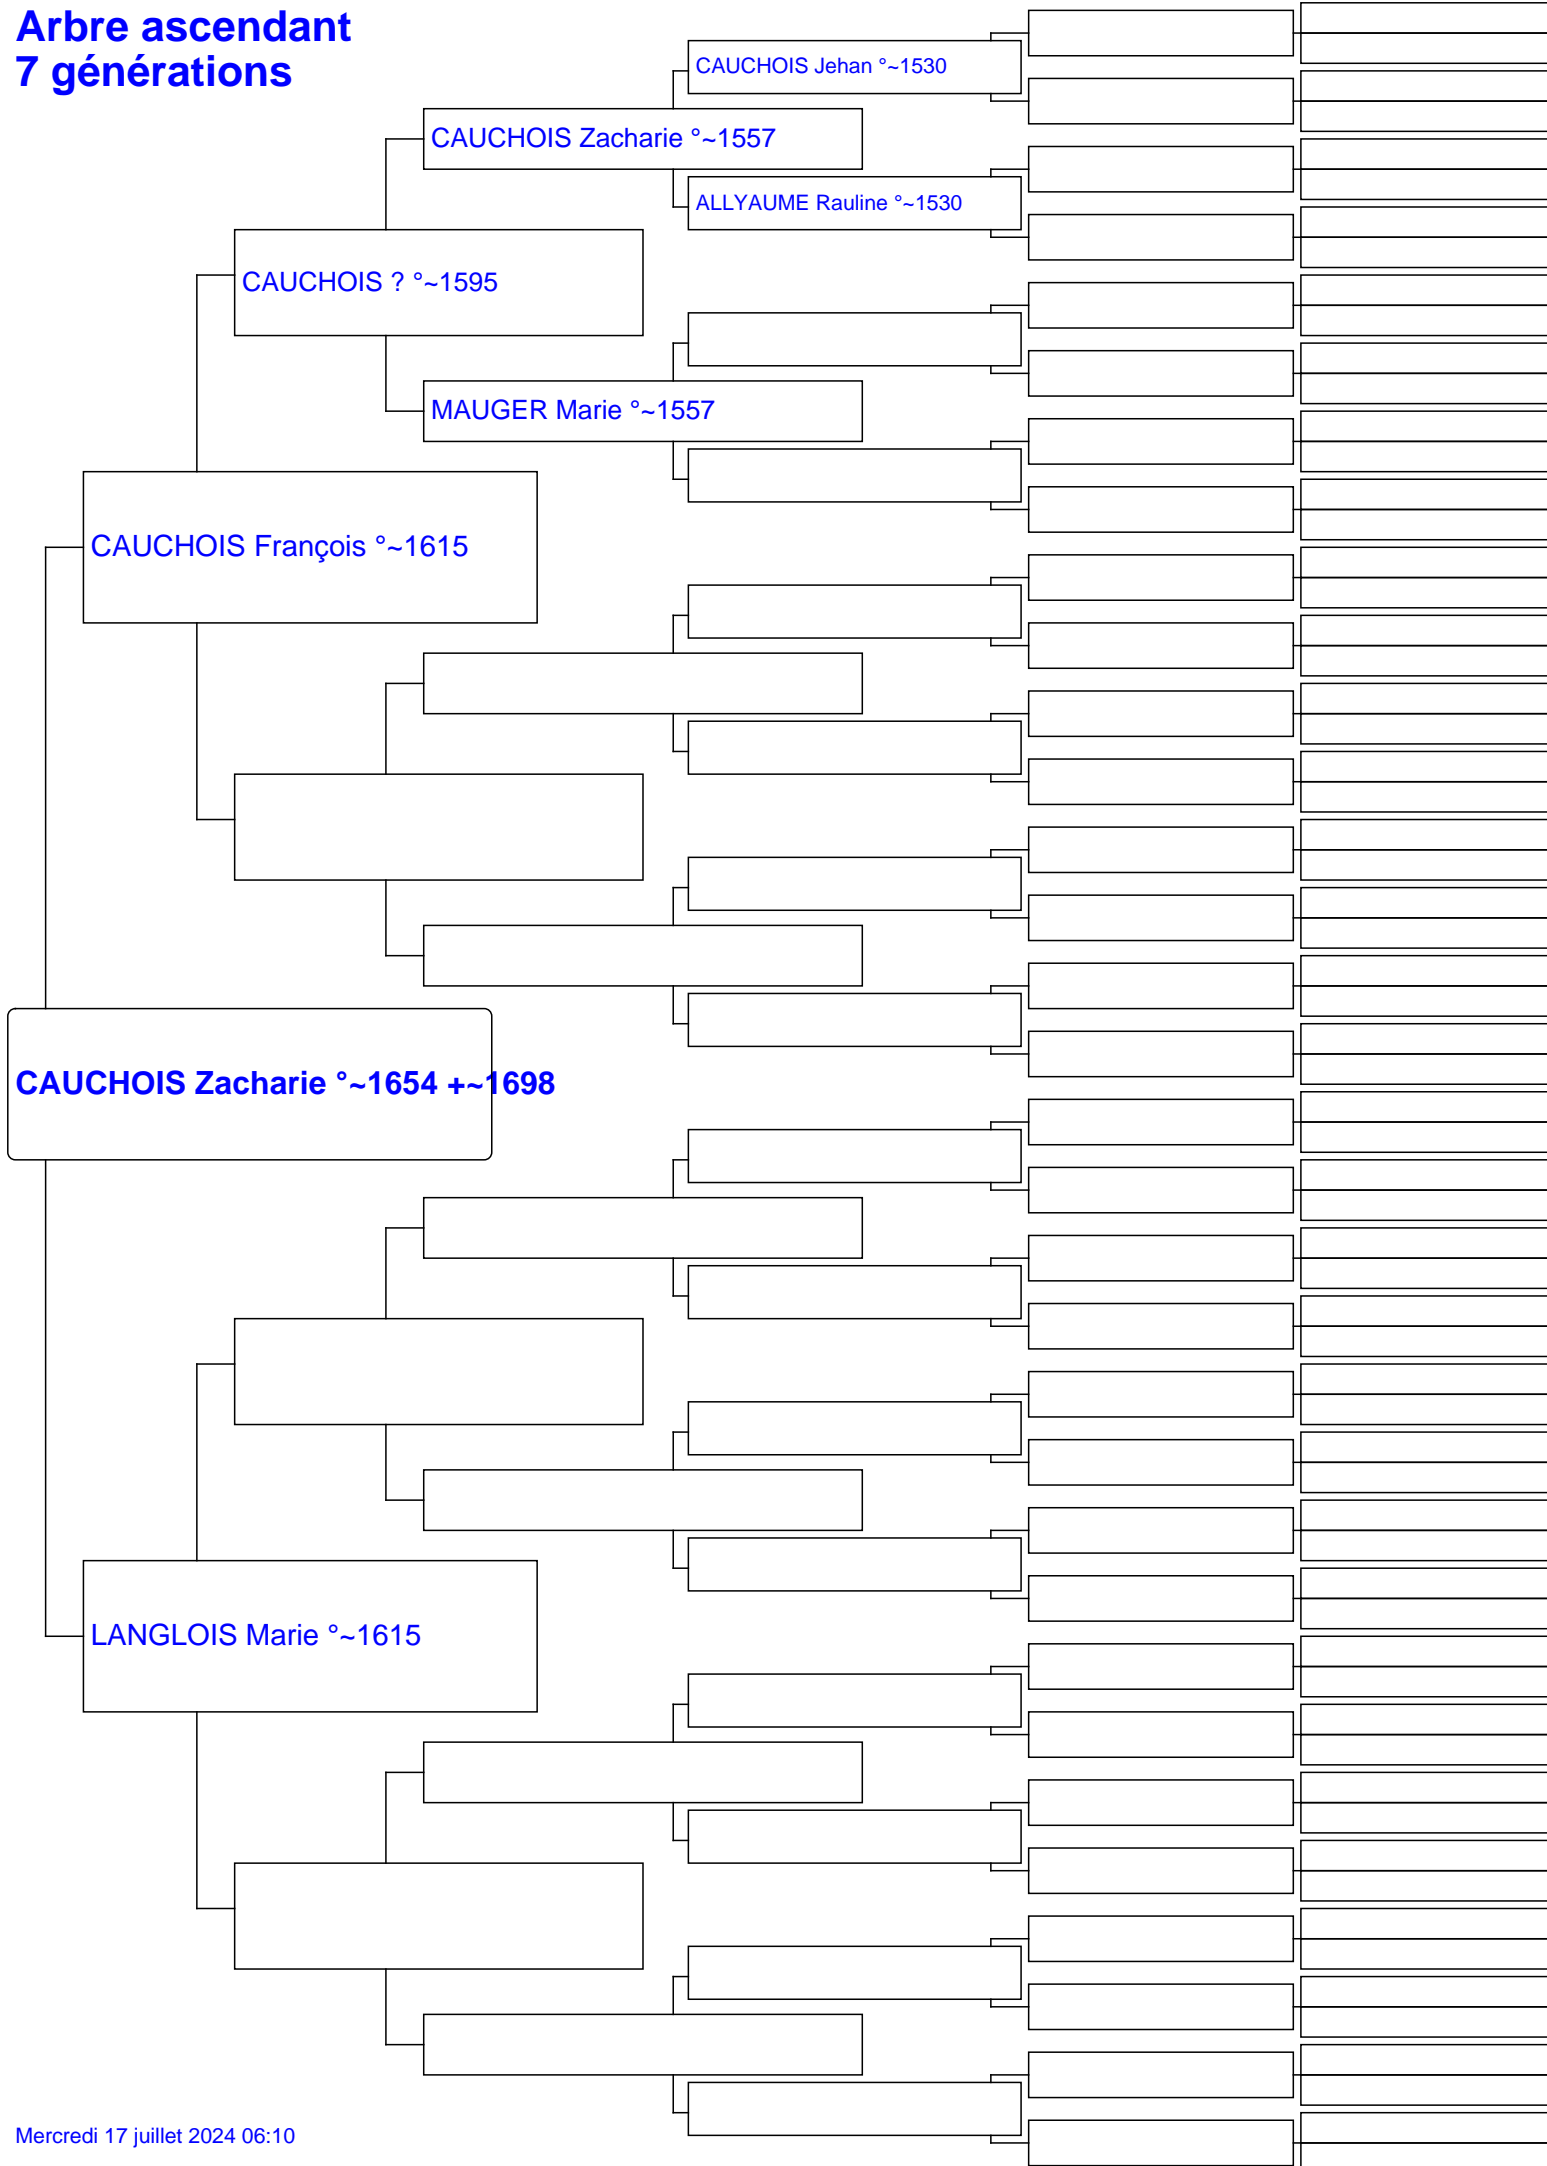 Arbre ascendant
7 générations
CAUCHOIS Jehan °~1530
CAUCHOIS Zacharie °~1557
ALLYAUME Rauline °~1530
CAUCHOIS ? °~1595
MAUGER Marie °~1557
CAUCHOIS François °~1615
CAUCHOIS Zacharie °~1654 +~1698
LANGLOIS Marie °~1615
Mercredi 17 juillet 2024 06:10